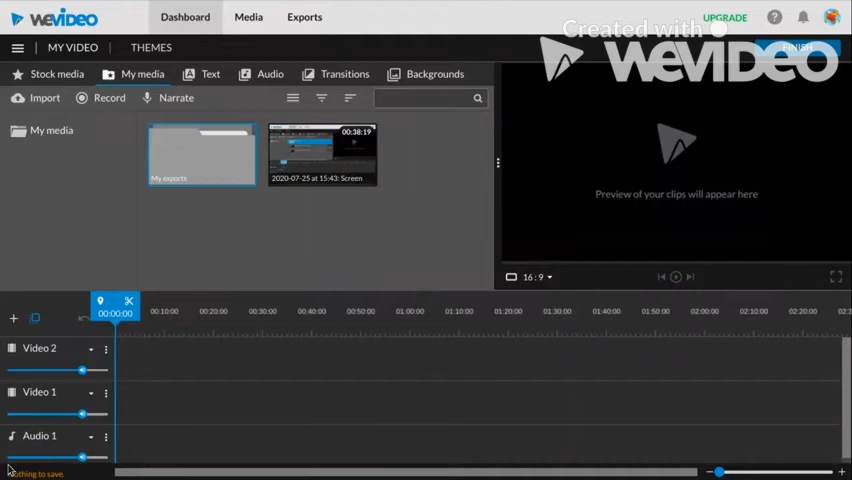 WEVIDEO
Dashboard
Media
Exports
UPGRADE
?
Created with
WEVIDEO
MY VIDEO
THEMES
FINISH
Stock media
My media
Text
Audio
Transitions
Backgrounds
Import
Record
Narrate
My media
My exports
00:38:19
2020-07-25 at 15:43: Screen
Preview of your clips will appear here
16:9
00:00:00
00:10:00
00:20:00
00:30:00
00:40:00
00:50:00
01:00:00
01:10:00
01:20:00
01:30:00
01:40:00
01:50:00
02:00:00
02:10:00
02:20:00
Video 2
Video 1
Audio 1
othing to save.